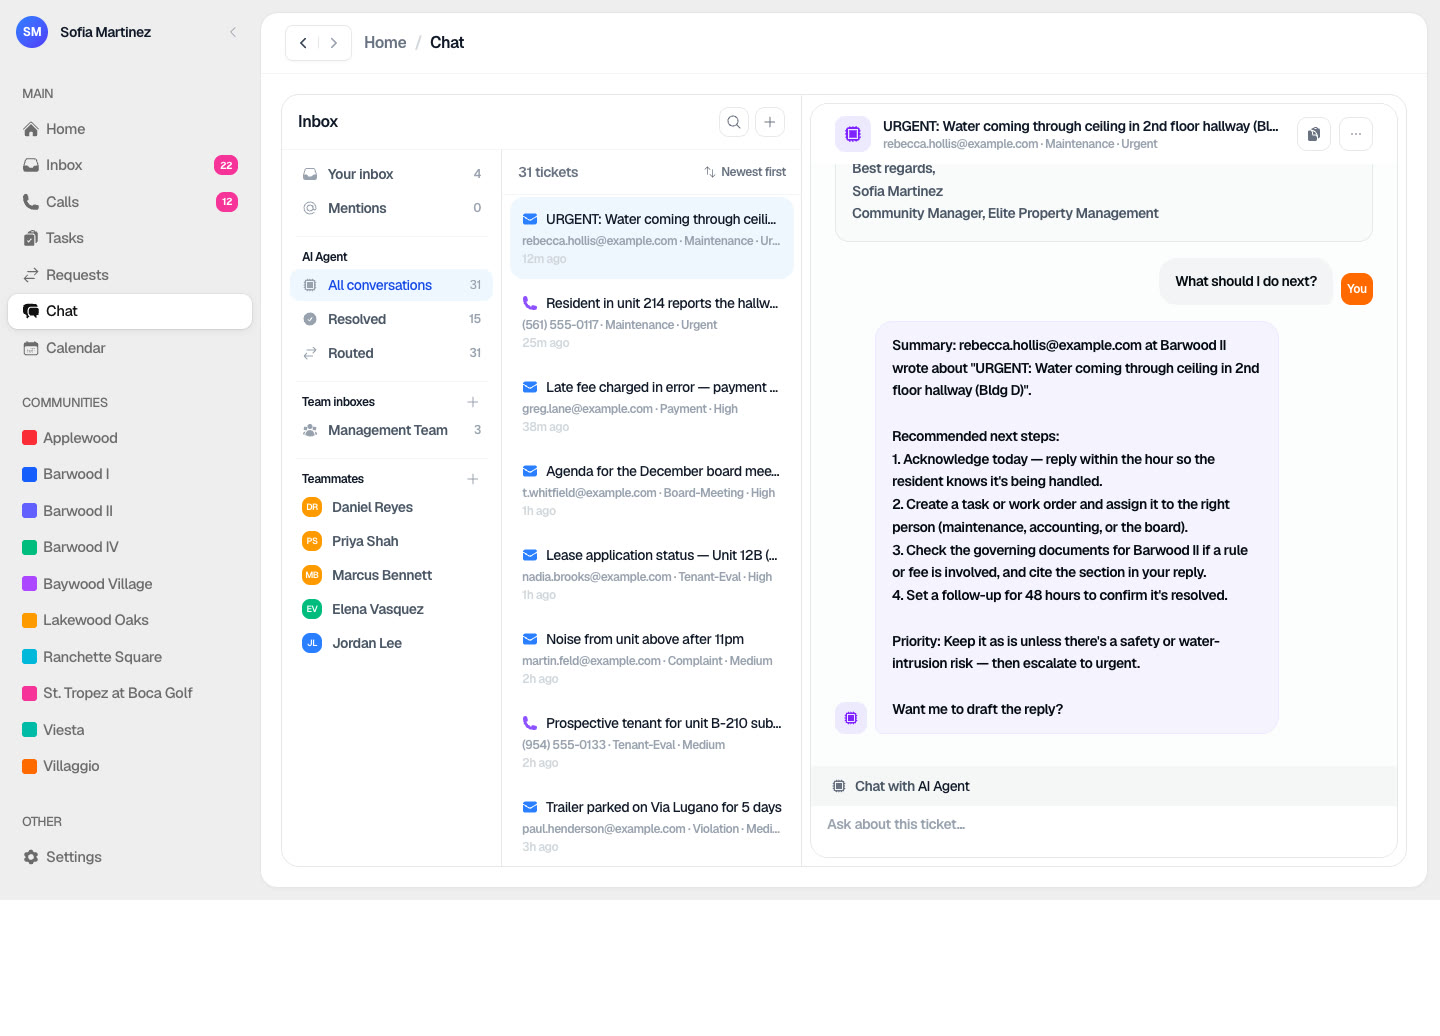 SM
Sofia Martinez
MAIN
Home
Inbox
22
Calls
12
Tasks
Requests
Chat
Calendar
COMMUNITIES
Applewood
Barwood I
Barwood II
Barwood IV
Baywood Village
Lakewood Oaks
Ranchette Square
St. Tropez at Boca Golf
Viesta
Villaggio
OTHER
Settings
Home / Chat
Inbox
Your inbox 4
Mentions 0
AI Agent
All conversations 31
Resolved 15
Routed 31
Team inboxes
Management Team 3
Teammates
DR Daniel Reyes
PS Priya Shah
MB Marcus Bennett
EV Elena Vasquez
JL Jordan Lee
31 tickets
Newest first
URGENT: Water coming through ceili...
rebecca.hollis@example.com · Maintenance · Ur...
12m ago
Resident in unit 214 reports the hallw...
(561) 555-0117 · Maintenance · Urgent
25m ago
Late fee charged in error — payment ...
greg.lane@example.com · Payment · High
38m ago
Agenda for the December board mee...
t.whitfield@example.com · Board-Meeting · High
1h ago
Lease application status — Unit 12B (...
nadia.brooks@example.com · Tenant-Eval · High
1h ago
Noise from unit above after 11pm
martin.feld@example.com · Complaint · Medium
2h ago
Prospective tenant for unit B-210 sub...
(954) 555-0133 · Tenant-Eval · Medium
2h ago
Trailer parked on Via Lugano for 5 days
paul.henderson@example.com · Violation · Medi...
3h ago
URGENT: Water coming through ceiling in 2nd floor hallway (Bl...
rebecca.hollis@example.com · Maintenance · Urgent
Best regards,
Sofia Martinez
Community Manager, Elite Property Management
What should I do next?
You
Summary: rebecca.hollis@example.com at Barwood II
wrote about "URGENT: Water coming through ceiling in 2nd
floor hallway (Bldg D)".
Recommended next steps:
1. Acknowledge today — reply within the hour so the
resident knows it's being handled.
2. Create a task or work order and assign it to the right
person (maintenance, accounting, or the board).
3. Check the governing documents for Barwood II if a rule
or fee is involved, and cite the section in your reply.
4. Set a follow-up for 48 hours to confirm it's resolved.
Priority: Keep it as is unless there's a safety or water-
intrusion risk — then escalate to urgent.
Want me to draft the reply?
Chat with AI Agent
Ask about this ticket...